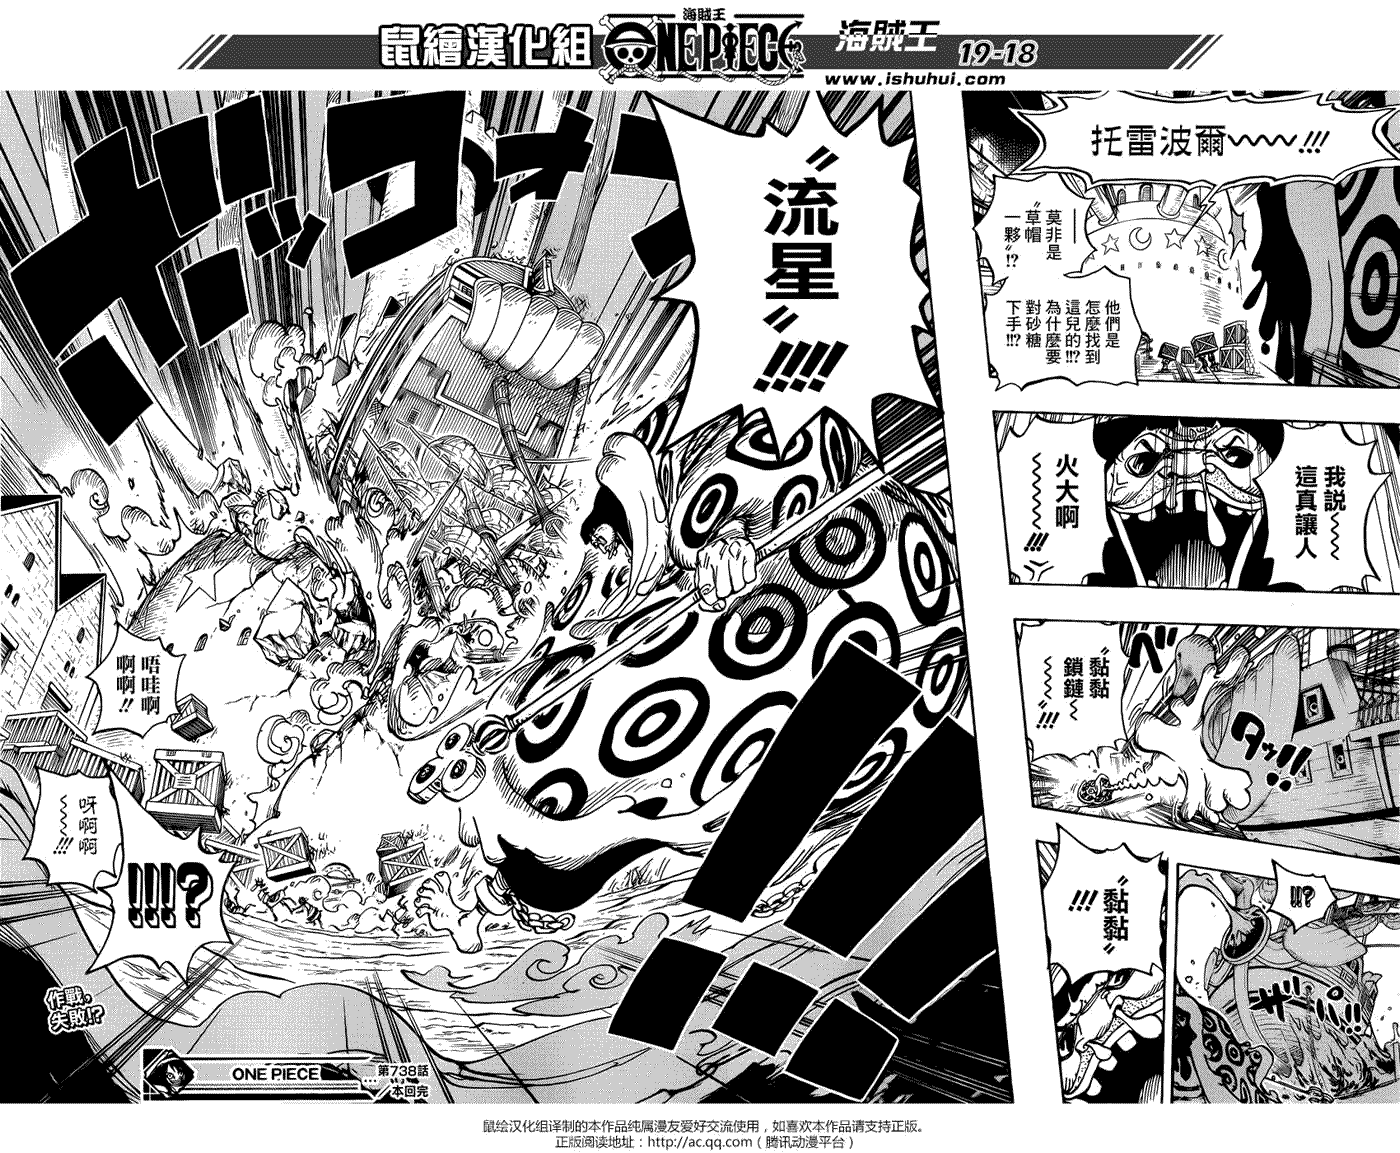 鼠繪漢化組
海賊王
ONE PIECE
海賊王
19-18
www.ishuhui.com
托雷波爾~~~!!!
——莫非是
〝草帽
一夥〞!?
他們是
怎麼找到
這兒的!!?
為什麼要
對砂糖
下手!!?
我説~~
這真讓人
火大啊
~~!!!
〝黏黏
鎖鏈~
~~〞!!!
ベ゛
タッ!!
!!?
ザパ!!
〝黏黏〞
!!!
〝流星〞!!!!
ドゴォーン
!!!
唔哇啊
啊啊!!
呀啊啊
~~!!!
!!!?
作戰,
失敗!?
ONE PIECE
第738話
本回完
鼠绘汉化组译制的本作品纯属漫友爱好交流使用，如喜欢本作品请支持正版。
正版阅读地址：http://ac.qq.com（腾讯动漫平台）